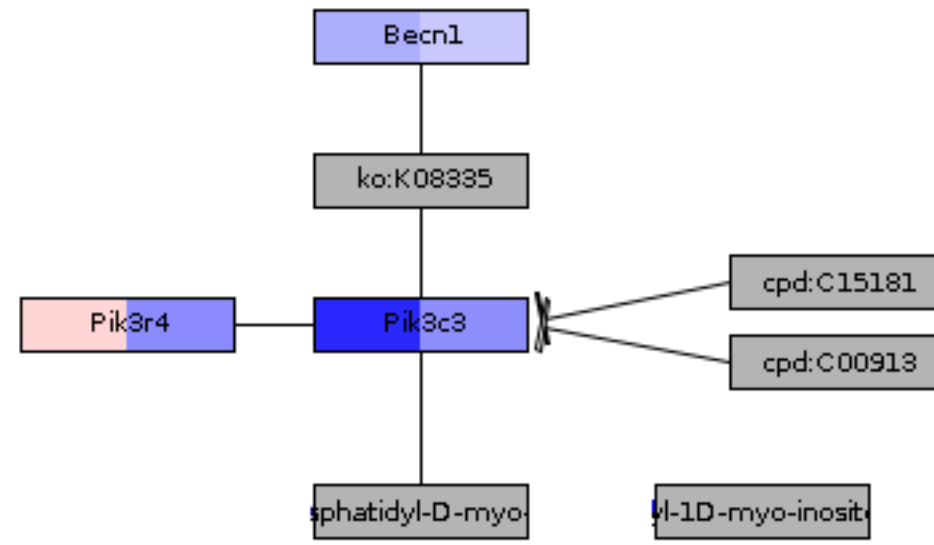 Becn1
ko:K08335
cpd:C15181
Pik3r4
Pik3c3
cpd:C00913
sphatidyl-D-myo-
yl-1D-myo-inosit